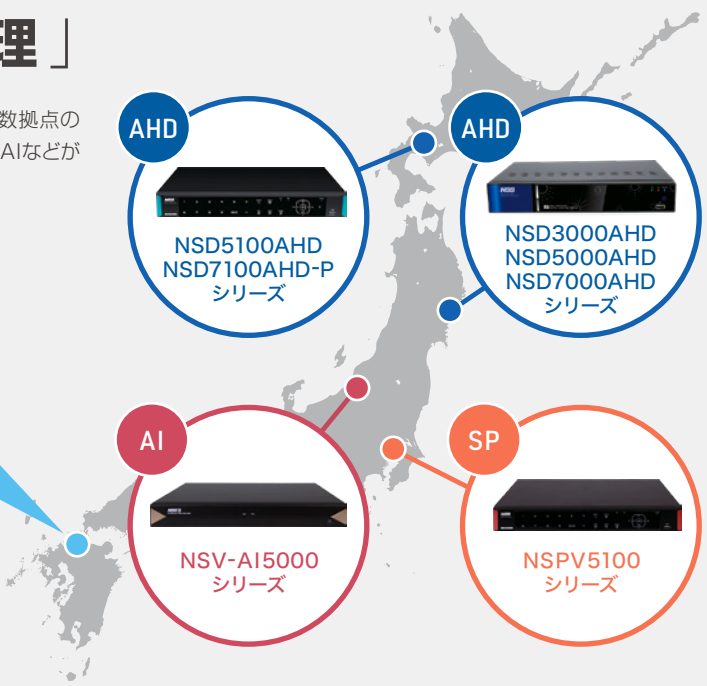 理」
数拠点の
AIなどが
AHD
NSD5100AHD
NSD7100AHD-P
シリーズ
AHD
NSS
NSD3000AHD
NSD5000AHD
NSD7000AHD
シリーズ
AI
NSV-AI5000
シリーズ
SP
NSPV5100
シリーズ